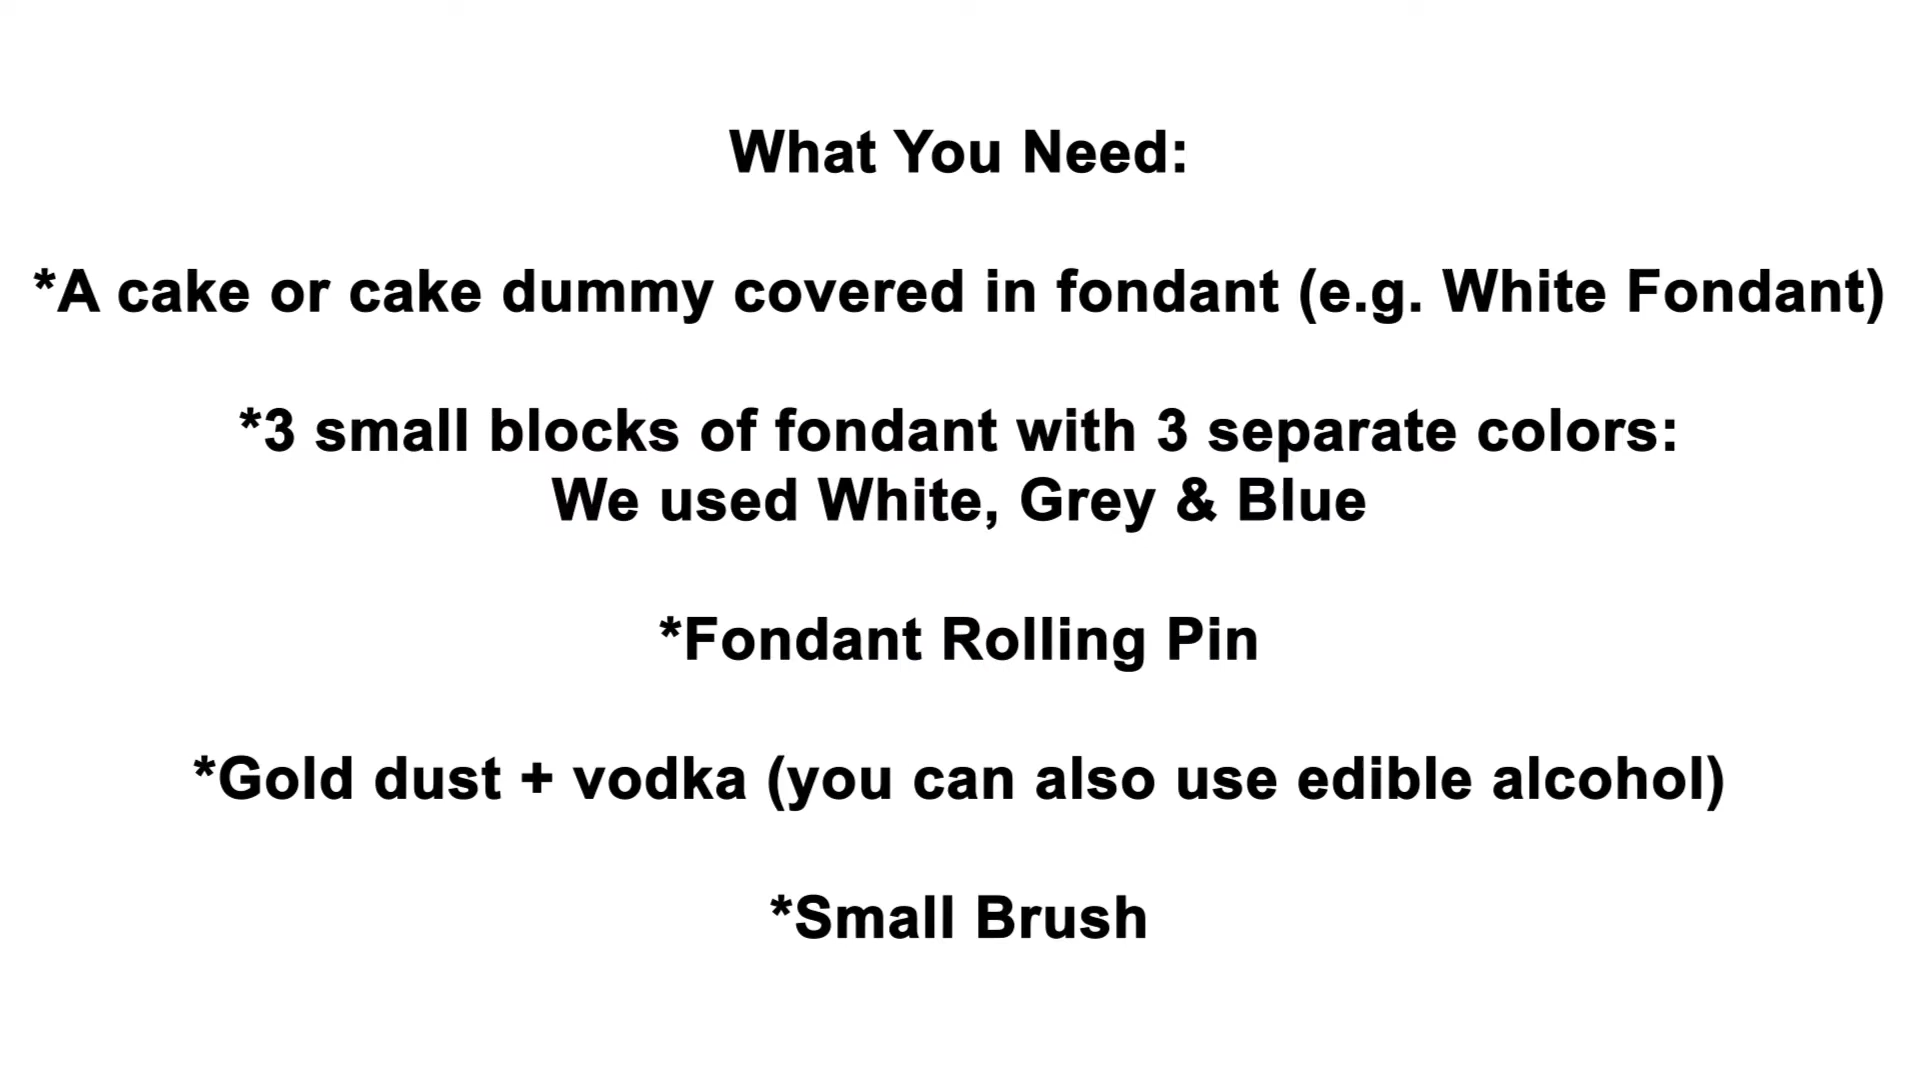 What You Need:
*A cake or cake dummy covered in fondant (e.g. White Fondant)
*3 small blocks of fondant with 3 separate colors:
We used White, Grey & Blue
*Fondant Rolling Pin
*Gold dust + vodka (you can also use edible alcohol)
*Small Brush